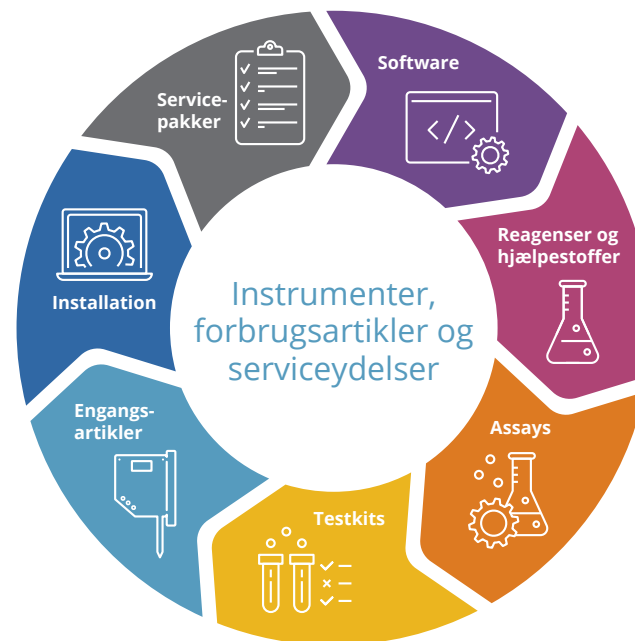 Software
Service-
pakker
Reagenser og
hjælpestoffer
Installation
Instrumenter,
forbrugsartikler og
serviceydelser
Engangs-
artikler
Assays
Testkits